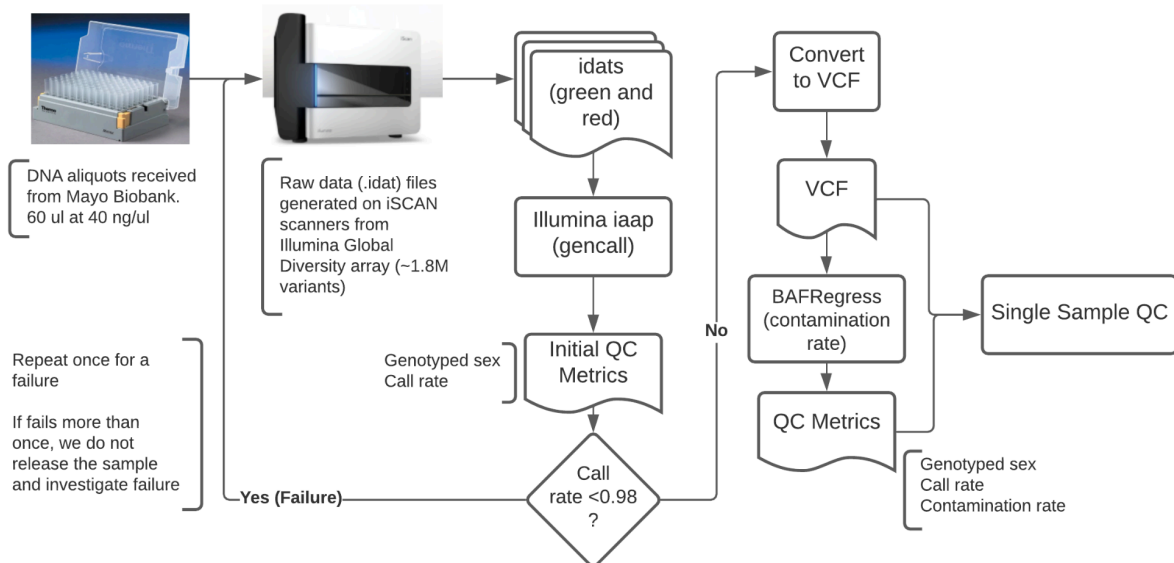 DNA aliquots received
from Mayo Biobank.
60 ul at 40 ng/ul
Raw data (.idat) files
generated on iSCAN
scanners from
Illumina Global
Diversity array (~1.8M
variants)
idats
(green and
red)
Illumina iaap
(gencall)
Genotyped sex
Call rate
Initial QC
Metrics
Call
rate <0.98
?
Yes (Failure)
Repeat once for a
failure
If fails more than
once, we do not
release the sample
and investigate failure
No
Convert
to VCF
VCF
BAFRegress
(contamination
rate)
QC Metrics
Genotyped sex
Call rate
Contamination rate
Single Sample QC